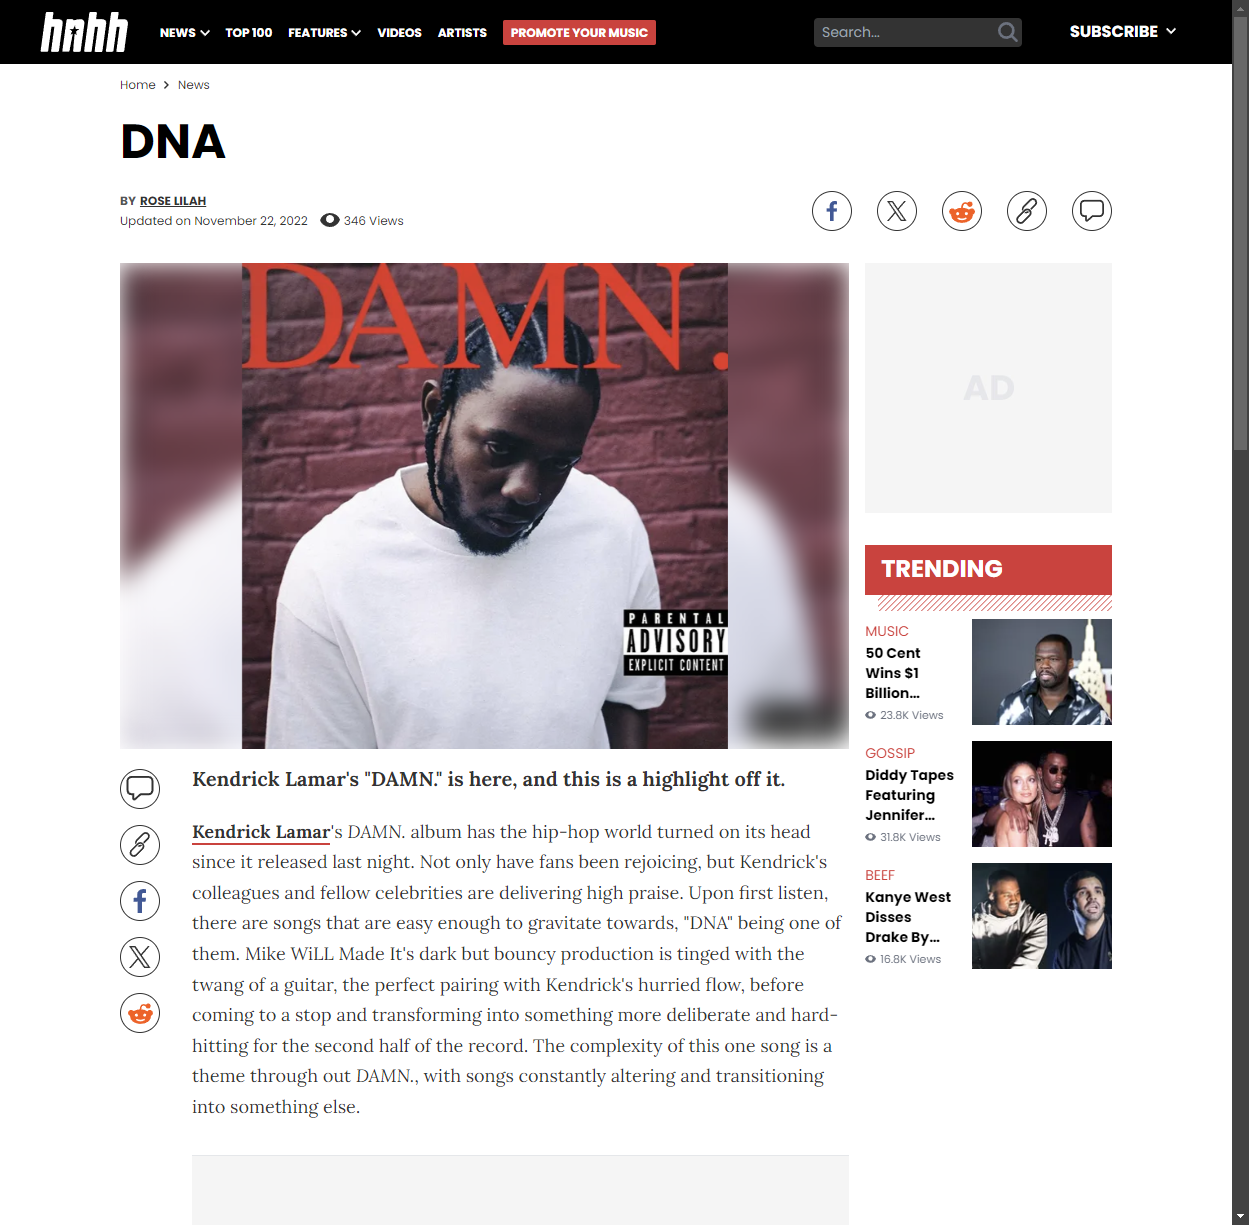 hnhh
NEWS
TOP 100
FEATURES
VIDEOS
ARTISTS
PROMOTE YOUR MUSIC
Search...
SUBSCRIBE
Home > News
DNA
BY ROSE LILAH
Updated on November 22, 2022 346 Views
DAMN.
PARENTAL
ADVISORY
EXPLICIT CONTENT
Kendrick Lamar's "DAMN." is here, and this is a highlight off it.
Kendrick Lamar's DAMN. album has the hip-hop world turned on its head
since it released last night. Not only have fans been rejoicing, but Kendrick's
colleagues and fellow celebrities are delivering high praise. Upon first listen,
there are songs that are easy enough to gravitate towards, "DNA" being one of
them. Mike WiLL Made It's dark but bouncy production is tinged with the
twang of a guitar, the perfect pairing with Kendrick's hurried flow, before
coming to a stop and transforming into something more deliberate and hard-
hitting for the second half of the record. The complexity of this one song is a
theme through out DAMN., with songs constantly altering and transitioning
into something else.
AD
TRENDING
MUSIC
50 Cent
Wins $1
Billion...
23.8K Views
GOSSIP
Diddy Tapes
Featuring
Jennifer...
31.8K Views
BEEF
Kanye West
Disses
Drake By...
16.8K Views